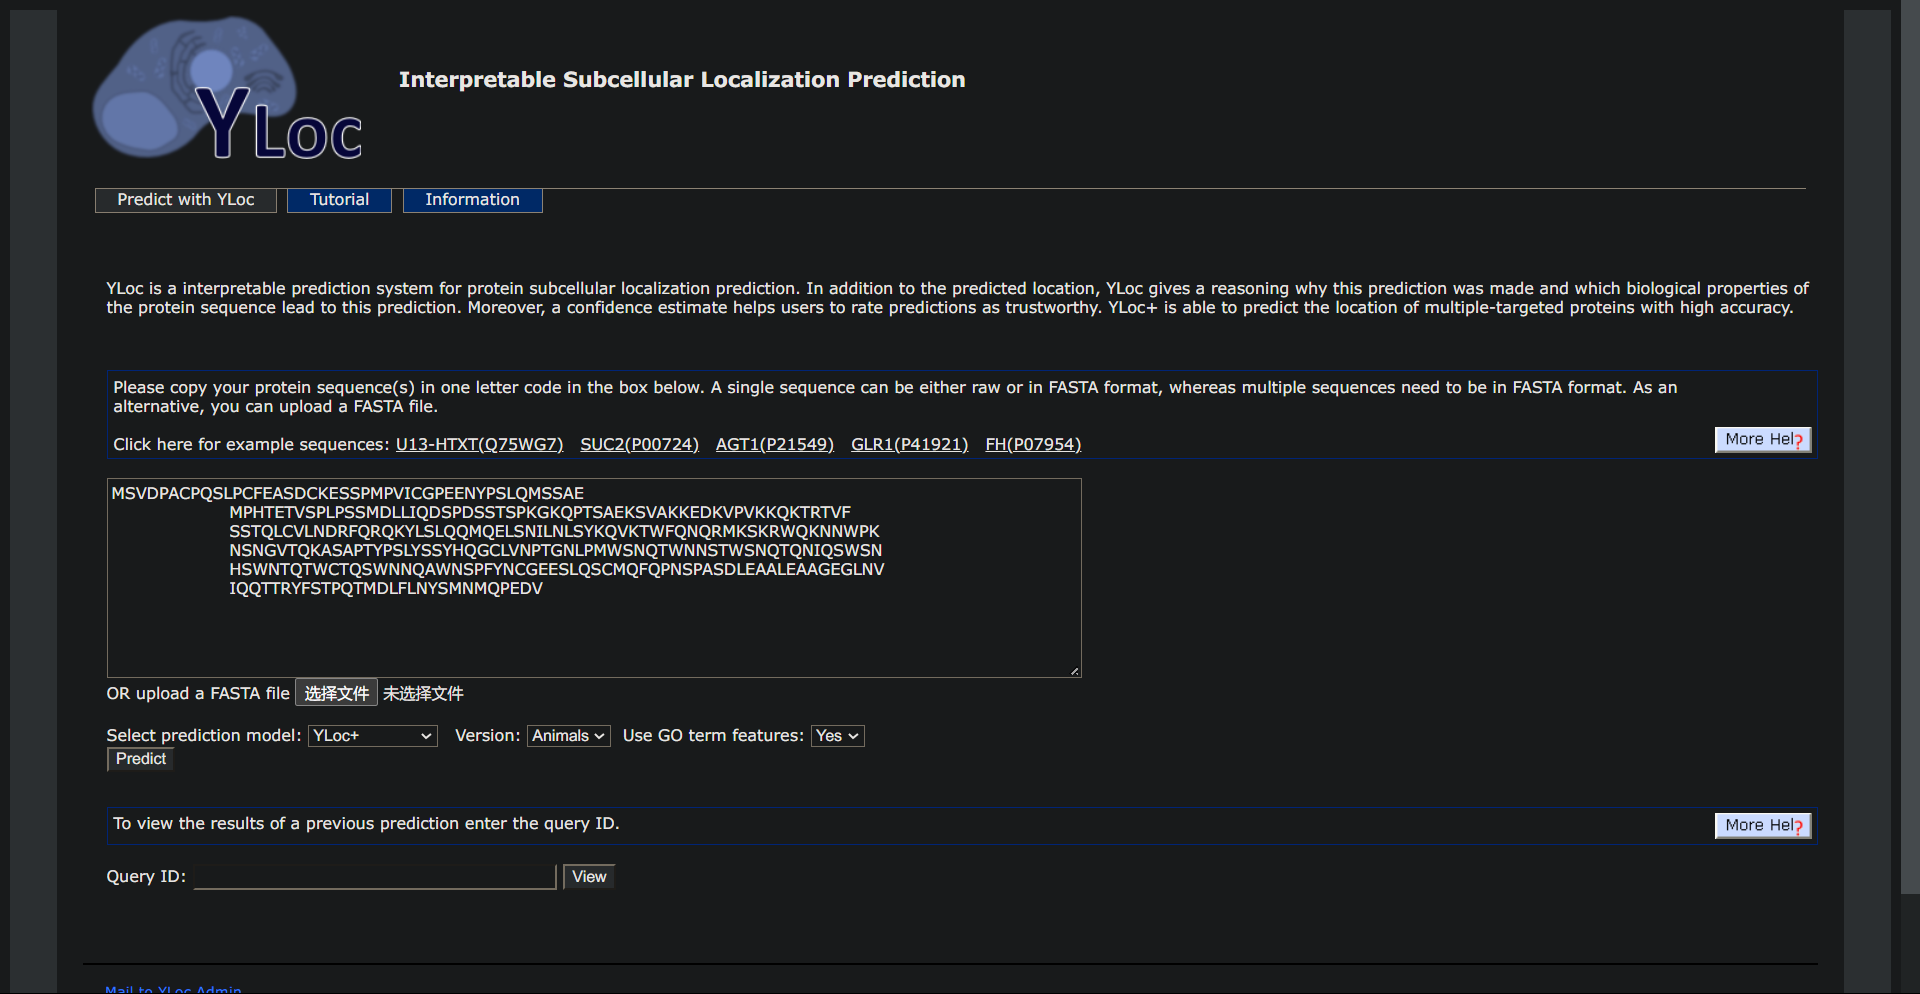 YLOC
Interpretable Subcellular Localization Prediction
Predict with YLoc Tutorial Information
YLoc is a interpretable prediction system for protein subcellular localization prediction. In addition to the predicted location, YLoc gives a reasoning why this prediction was made and which biological properties of
the protein sequence lead to this prediction. Moreover, a confidence estimate helps users to rate predictions as trustworthy. YLoc+ is able to predict the location of multiple-targeted proteins with high accuracy.
Please copy your protein sequence(s) in one letter code in the box below. A single sequence can be either raw or in FASTA format, whereas multiple sequences need to be in FASTA format. As an
alternative, you can upload a FASTA file.
Click here for example sequences: U13-HTXT(Q75WG7) SUC2(P00724) AGT1(P21549) GLR1(P41921) FH(P07954)
More Hel?
MSVDPACPQSLPCFEASDCKESSPMPVICGPEENYPSLQMSSAE
MPHTETVSPLPSSMDLLIQDSPDSSTSPKGKQPTSAEKSVAKKEDKVPVKKQKTRTVF
SSTQLCVLNDRFQRQKYLSLQQMQELSNILNLSYKQVKTWFQNQRMKSKRWQKNNWPK
NSNGVTQKASAPTYPSLYSSYHQGCLVNPTGNLPMWSNQTWNNSTWSNQTQNIQSWSN
HSWNTQTWCTQSWNNQAWNSPFYNCGEESLQSCMQFQPNSPASDLEAALEAAGEGLNV
IQQTTRYFSTPQTMDLFLNYSMNMQPEDV
OR upload a FASTA file 选择文件 未选择文件
Select prediction model: YLoc+ Version: Animals Use GO term features: Yes
Predict
To view the results of a previous prediction enter the query ID.
More Hel?
Query ID: View
Mail to YLoc Admin